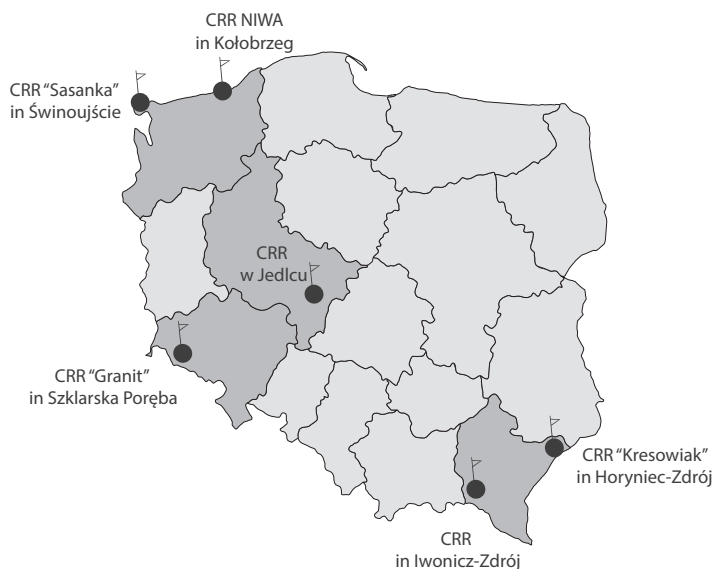 CRR NIWA
in Kołobrzeg
CRR “Sasanka”
in Świnoujście
CRR
w Jedlcu
CRR “Granit”
in Szklarska Poręba
CRR “Kresowiak”
in Horyniec-Zdrój
CRR
in Iwonicz-Zdrój